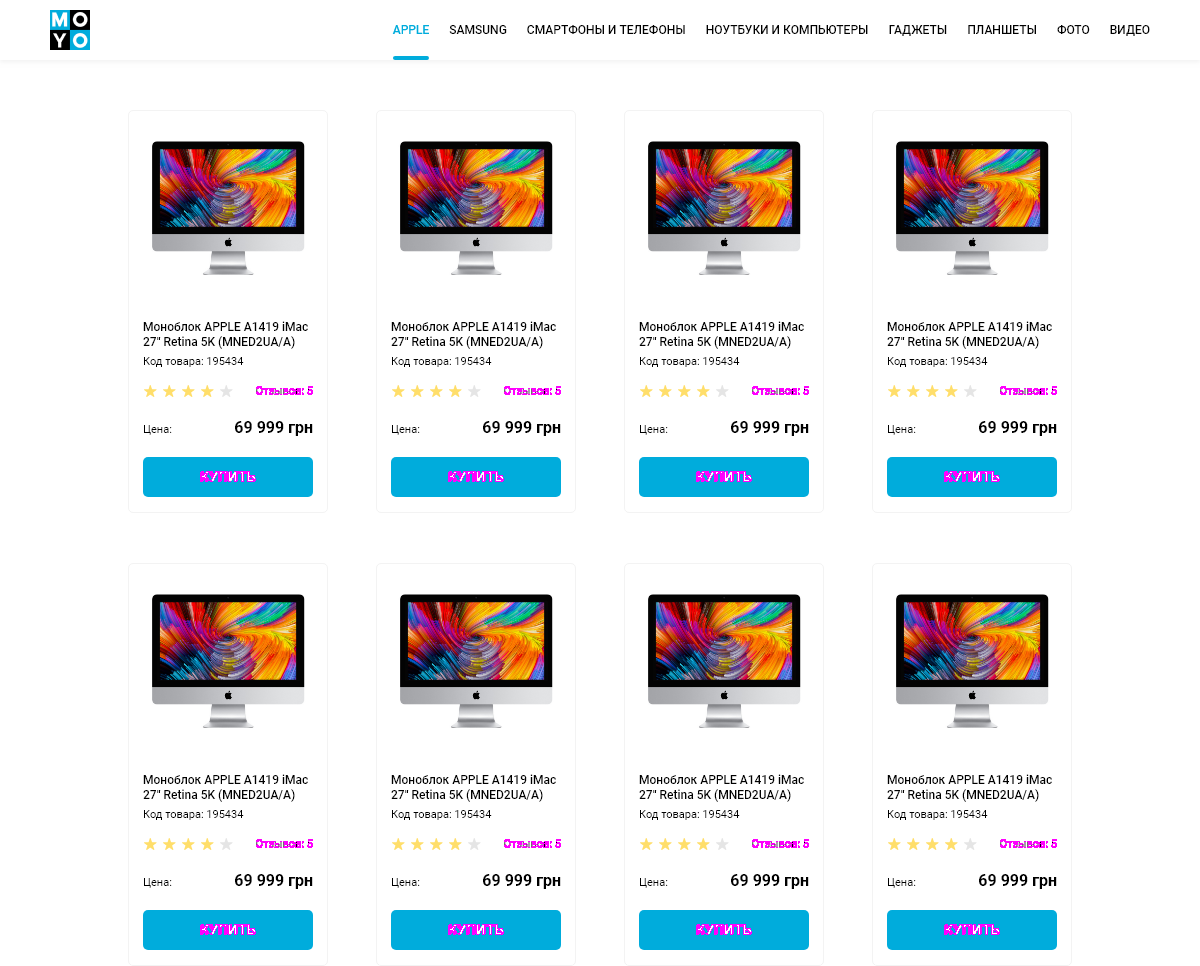 MO
YO
APPLE SAMSUNG СМАРТФОНЫ И ТЕЛЕФОНЫ НОУТБУКИ И КОМПЬЮТЕРЫ ГАДЖЕТЫ ПЛАНШЕТЫ ФОТО ВИДЕО
Моноблок APPLE A1419 iMac
27" Retina 5K (MNED2UA/A)
Код товара: 195434
Отзывов: 5
Цена: 69 999 грн
КУПИТЬ
Моноблок APPLE A1419 iMac
27" Retina 5K (MNED2UA/A)
Код товара: 195434
Отзывов: 5
Цена: 69 999 грн
КУПИТЬ
Моноблок APPLE A1419 iMac
27" Retina 5K (MNED2UA/A)
Код товара: 195434
Отзывов: 5
Цена: 69 999 грн
КУПИТЬ
Моноблок APPLE A1419 iMac
27" Retina 5K (MNED2UA/A)
Код товара: 195434
Отзывов: 5
Цена: 69 999 грн
КУПИТЬ
Моноблок APPLE A1419 iMac
27" Retina 5K (MNED2UA/A)
Код товара: 195434
Отзывов: 5
Цена: 69 999 грн
КУПИТЬ
Моноблок APPLE A1419 iMac
27" Retina 5K (MNED2UA/A)
Код товара: 195434
Отзывов: 5
Цена: 69 999 грн
КУПИТЬ
Моноблок APPLE A1419 iMac
27" Retina 5K (MNED2UA/A)
Код товара: 195434
Отзывов: 5
Цена: 69 999 грн
КУПИТЬ
Моноблок APPLE A1419 iMac
27" Retina 5K (MNED2UA/A)
Код товара: 195434
Отзывов: 5
Цена: 69 999 грн
КУПИТЬ